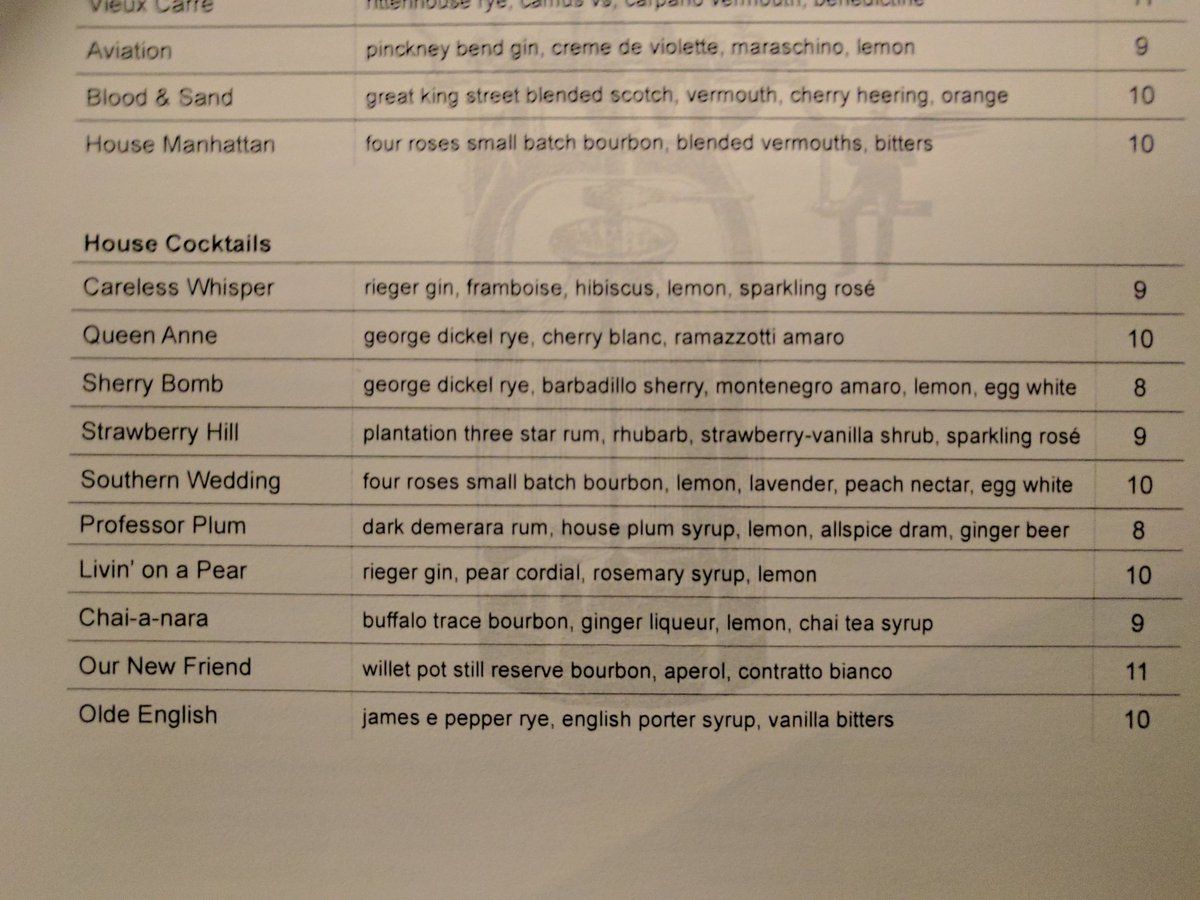 Vieux Carre rittenhouse rye, camus vs, carpano vermouth, benedictine 11
Aviation pinckney bend gin, creme de violette, maraschino, lemon 9
Blood & Sand great king street blended scotch, vermouth, cherry heering, orange 10
House Manhattan four roses small batch bourbon, blended vermouths, bitters 10
House Cocktails
Careless Whisper rieger gin, framboise, hibiscus, lemon, sparkling rosé 9
Queen Anne george dickel rye, cherry blanc, ramazzotti amaro 10
Sherry Bomb george dickel rye, barbadillo sherry, montenegro amaro, lemon, egg white 8
Strawberry Hill plantation three star rum, rhubarb, strawberry-vanilla shrub, sparkling rosé 9
Southern Wedding four roses small batch bourbon, lemon, lavender, peach nectar, egg white 10
Professor Plum dark demerara rum, house plum syrup, lemon, allspice dram, ginger beer 8
Livin' on a Pear rieger gin, pear cordial, rosemary syrup, lemon 10
Chai-a-nara buffalo trace bourbon, ginger liqueur, lemon, chai tea syrup 9
Our New Friend willet pot still reserve bourbon, aperol, contratto bianco 11
Olde English james e pepper rye, english porter syrup, vanilla bitters 10